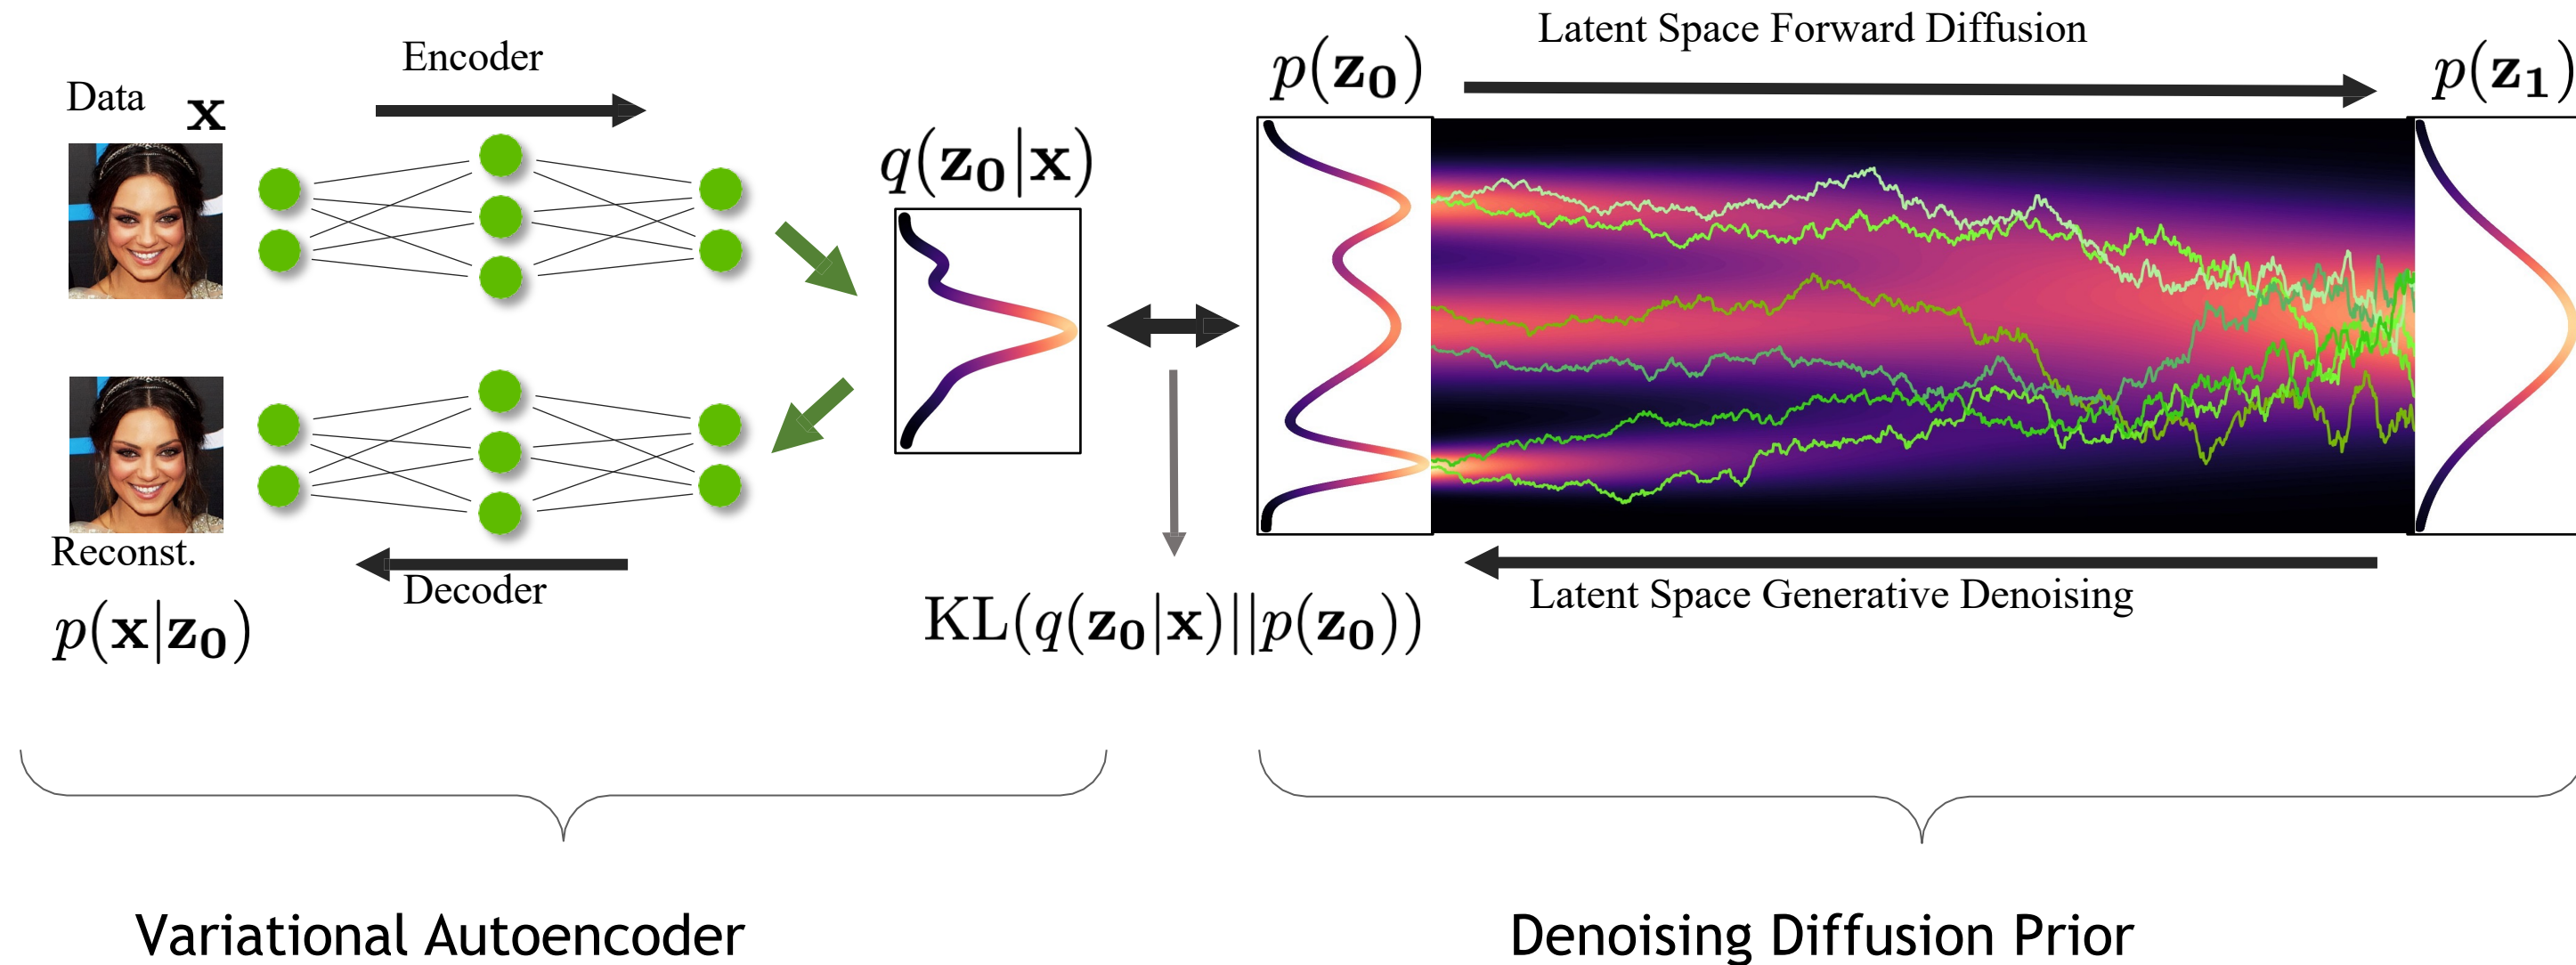 Latent Space Forward Diffusion
Encoder
p(z₀)
p(z₁)
Data x
q(z₀|x)
Reconst.
Decoder
Latent Space Generative Denoising
p(x|z₀)
KL(q(z₀|x)||p(z₀))
Variational Autoencoder
Denoising Diffusion Prior